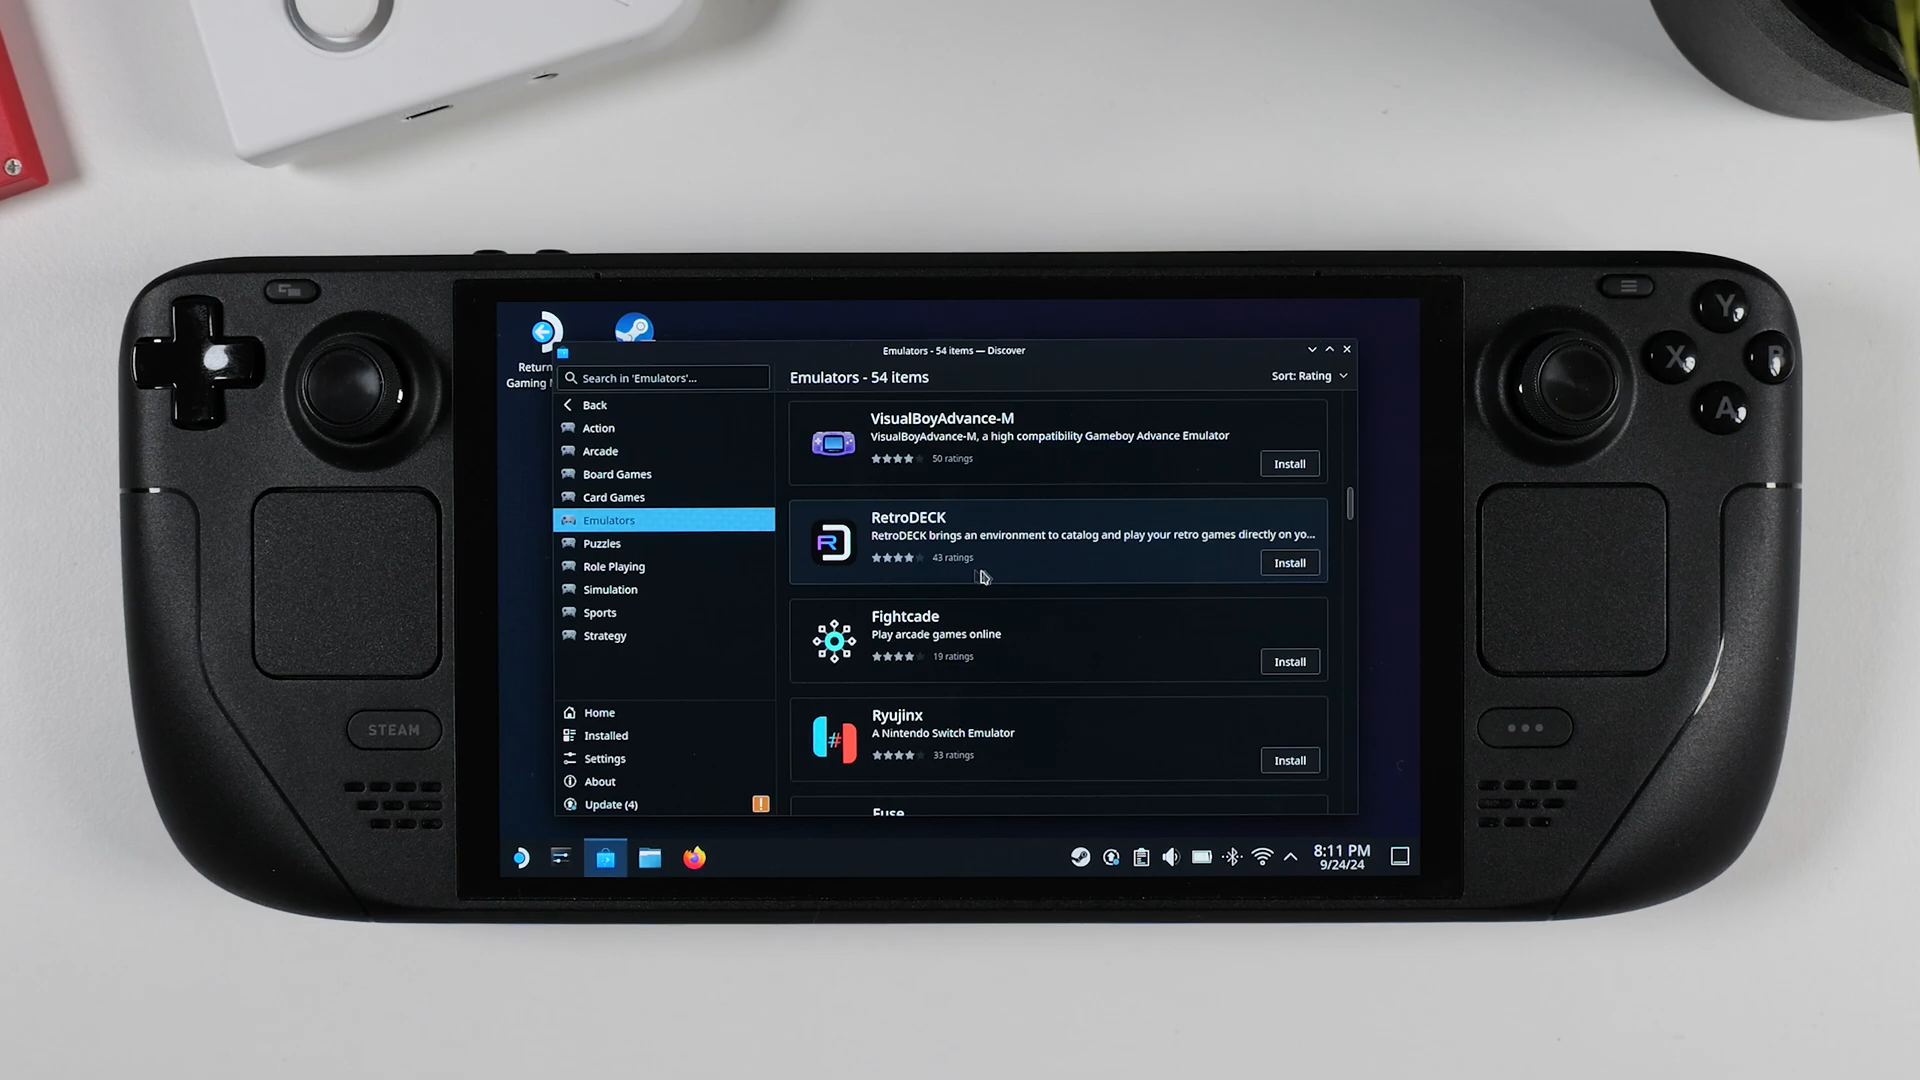 Return
Gaming
Emulators - 54 items — Discover
Search in 'Emulators'...
Emulators - 54 items
Sort: Rating
Back
Action
Arcade
Board Games
Card Games
Emulators
Puzzles
Role Playing
Simulation
Sports
Strategy
Home
Installed
Settings
About
Update (4)
VisualBoyAdvance-M
VisualBoyAdvance-M, a high compatibility Gameboy Advance Emulator
50 ratings
Install
RetroDECK
RetroDECK brings an environment to catalog and play your retro games directly on yo...
43 ratings
Install
Fightcade
Play arcade games online
19 ratings
Install
Ryujinx
A Nintendo Switch Emulator
33 ratings
Install
Fuse
8:11 PM
9/24/24
STEAM
Y
X
B
A